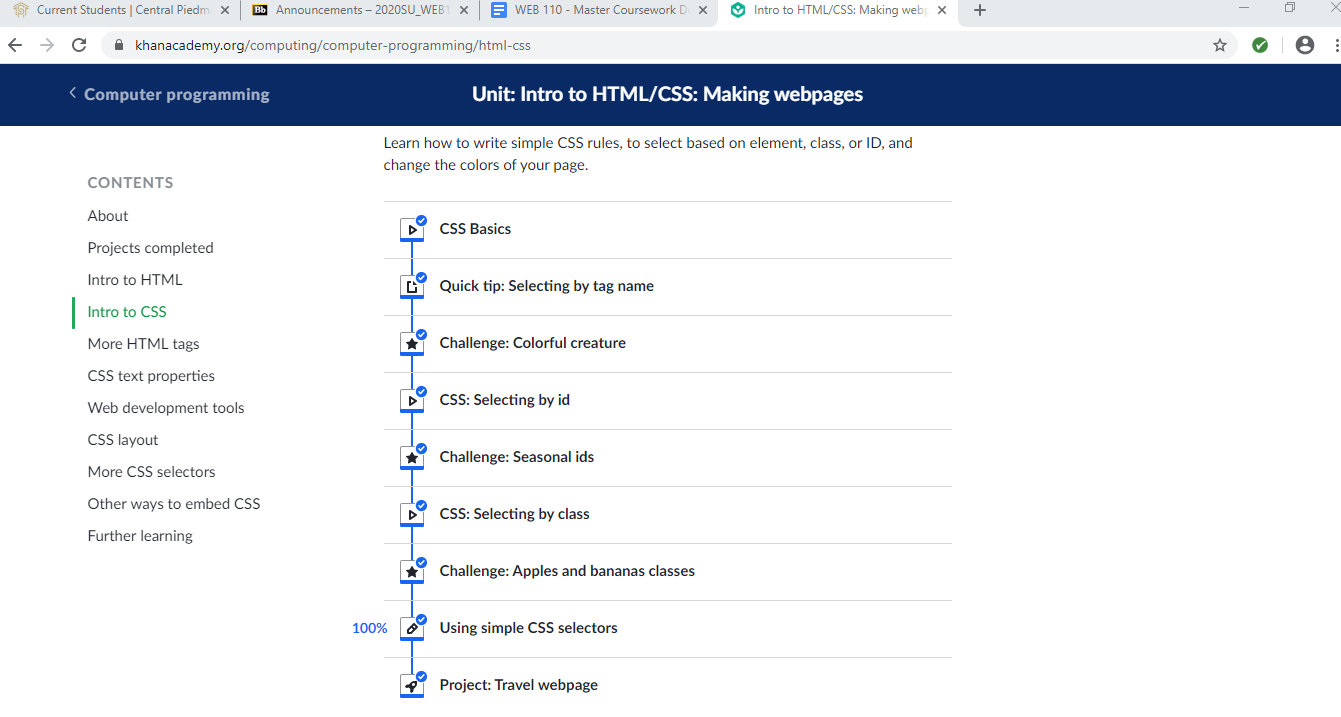 Current Students | Central Piedm
Bb Announcements – 2020SU_WEB1
WEB 110 - Master Coursework D
Intro to HTML/CSS: Making webp
khanacademy.org/computing/computer-programming/html-css
Computer programming
Unit: Intro to HTML/CSS: Making webpages
Learn how to write simple CSS rules, to select based on element, class, or ID, and
change the colors of your page.
CONTENTS
About
Projects completed
Intro to HTML
Intro to CSS
More HTML tags
CSS text properties
Web development tools
CSS layout
More CSS selectors
Other ways to embed CSS
Further learning
CSS Basics
Quick tip: Selecting by tag name
Challenge: Colorful creature
CSS: Selecting by id
Challenge: Seasonal ids
CSS: Selecting by class
Challenge: Apples and bananas classes
100% Using simple CSS selectors
Project: Travel webpage